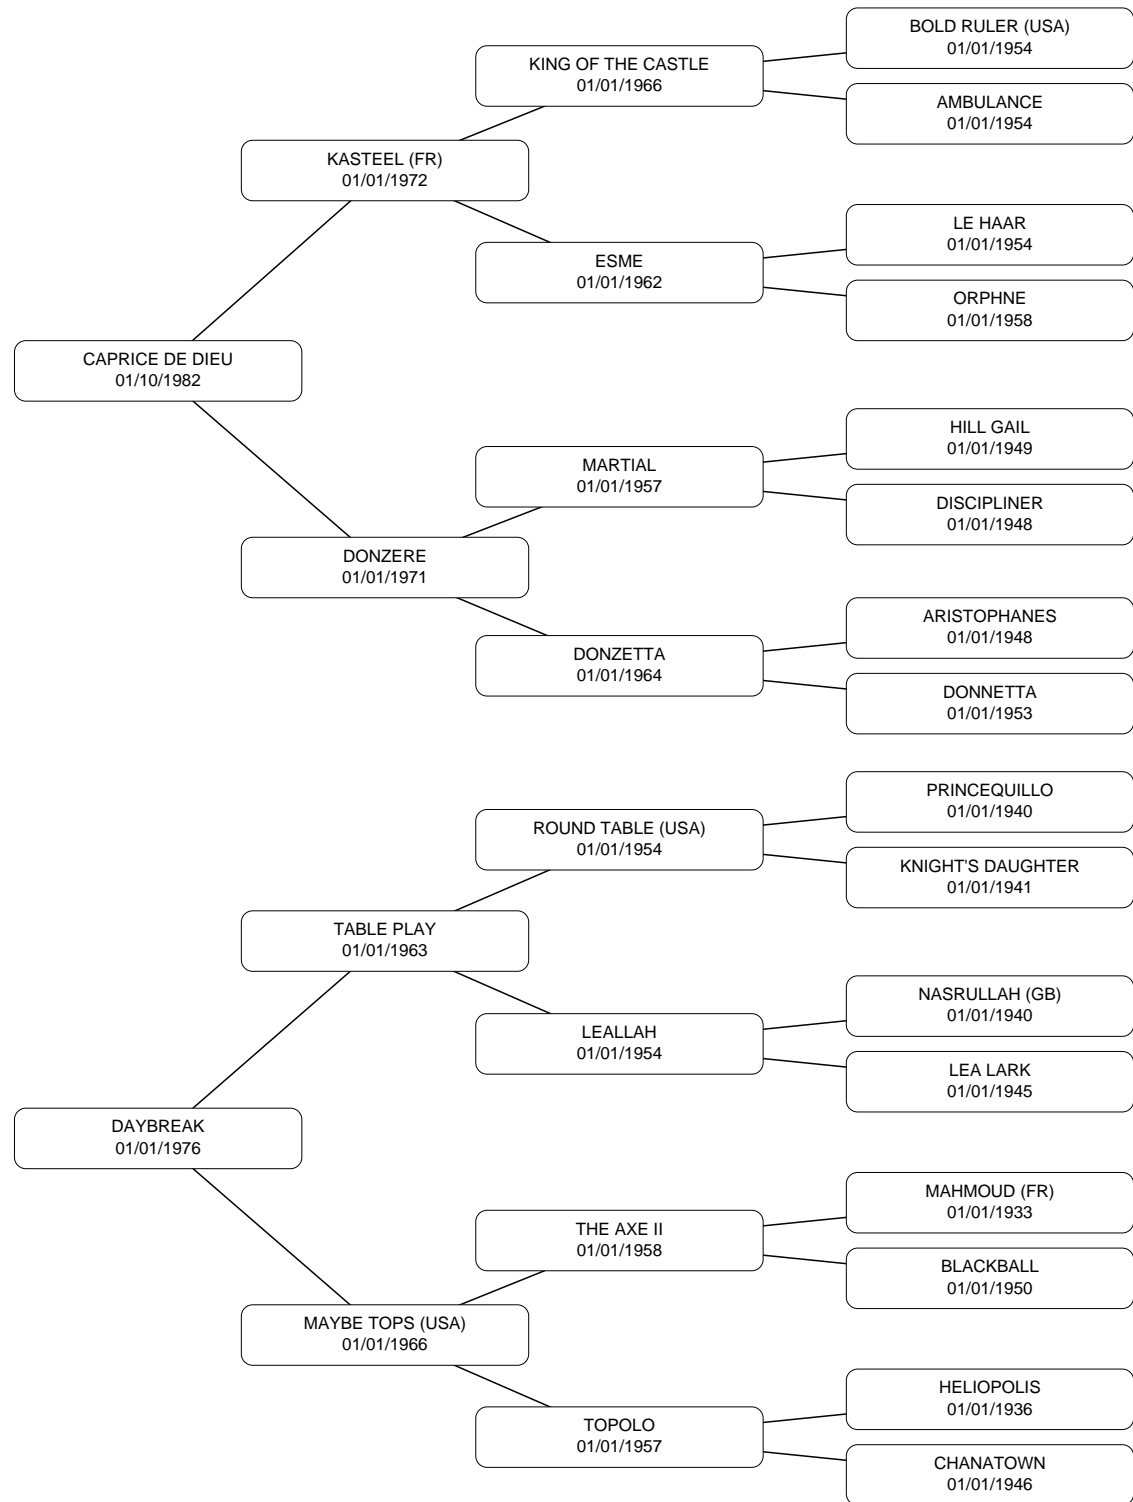 BOLD RULER (USA)
01/01/1954
KING OF THE CASTLE
01/01/1966
AMBULANCE
01/01/1954
KASTEEL (FR)
01/01/1972
LE HAAR
01/01/1954
ESME
01/01/1962
ORPHNE
01/01/1958
CAPRICE DE DIEU
01/10/1982
HILL GAIL
01/01/1949
MARTIAL
01/01/1957
DISCIPLINER
01/01/1948
DONZERE
01/01/1971
ARISTOPHANES
01/01/1948
DONZETTA
01/01/1964
DONNETTA
01/01/1953
PRINCEQUILLO
01/01/1940
ROUND TABLE (USA)
01/01/1954
KNIGHT'S DAUGHTER
01/01/1941
TABLE PLAY
01/01/1963
NASRULLAH (GB)
01/01/1940
LEALLAH
01/01/1954
LEA LARK
01/01/1945
DAYBREAK
01/01/1976
MAHMOUD (FR)
01/01/1933
THE AXE II
01/01/1958
BLACKBALL
01/01/1950
MAYBE TOPS (USA)
01/01/1966
HELIOPOLIS
01/01/1936
TOPOLO
01/01/1957
CHANATOWN
01/01/1946